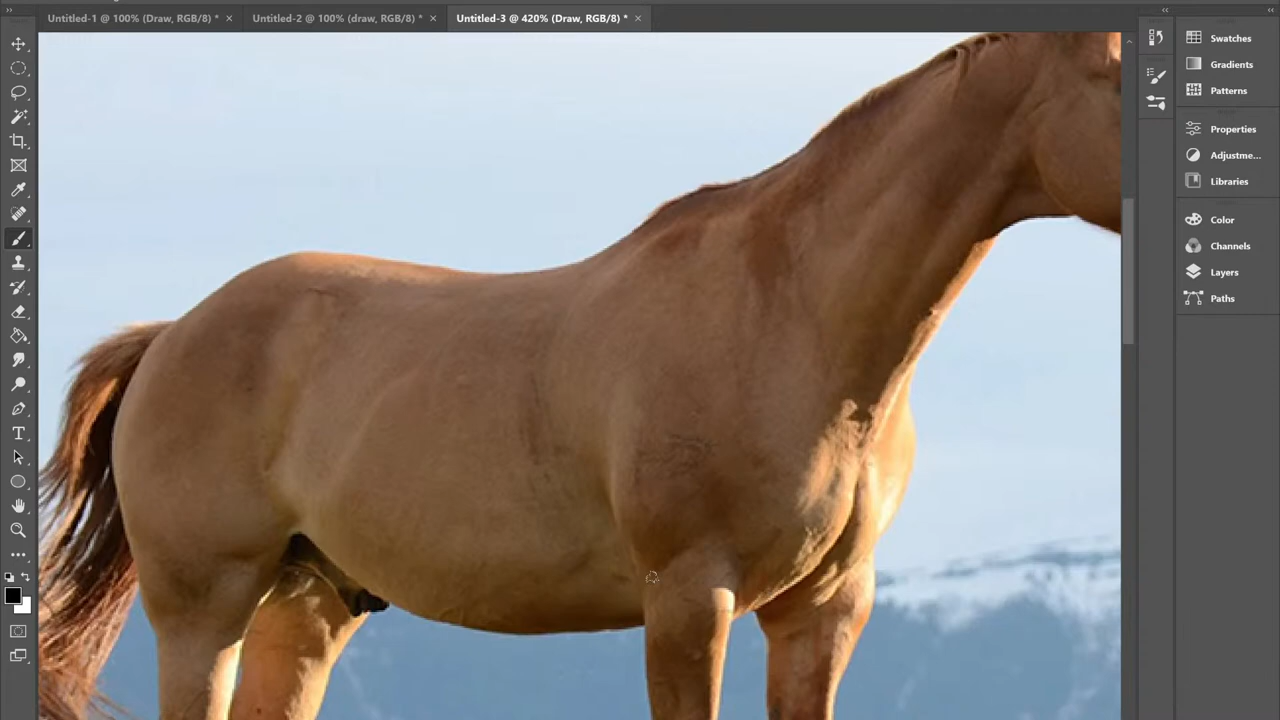 Untitled-1 @ 100% (Draw, RGB/8) *
Untitled-2 @ 100% (draw, RGB/8) *
Untitled-3 @ 420% (Draw, RGB/8) *
Swatches
Gradients
Patterns
Properties
Adjustme...
Libraries
Color
Channels
Layers
Paths